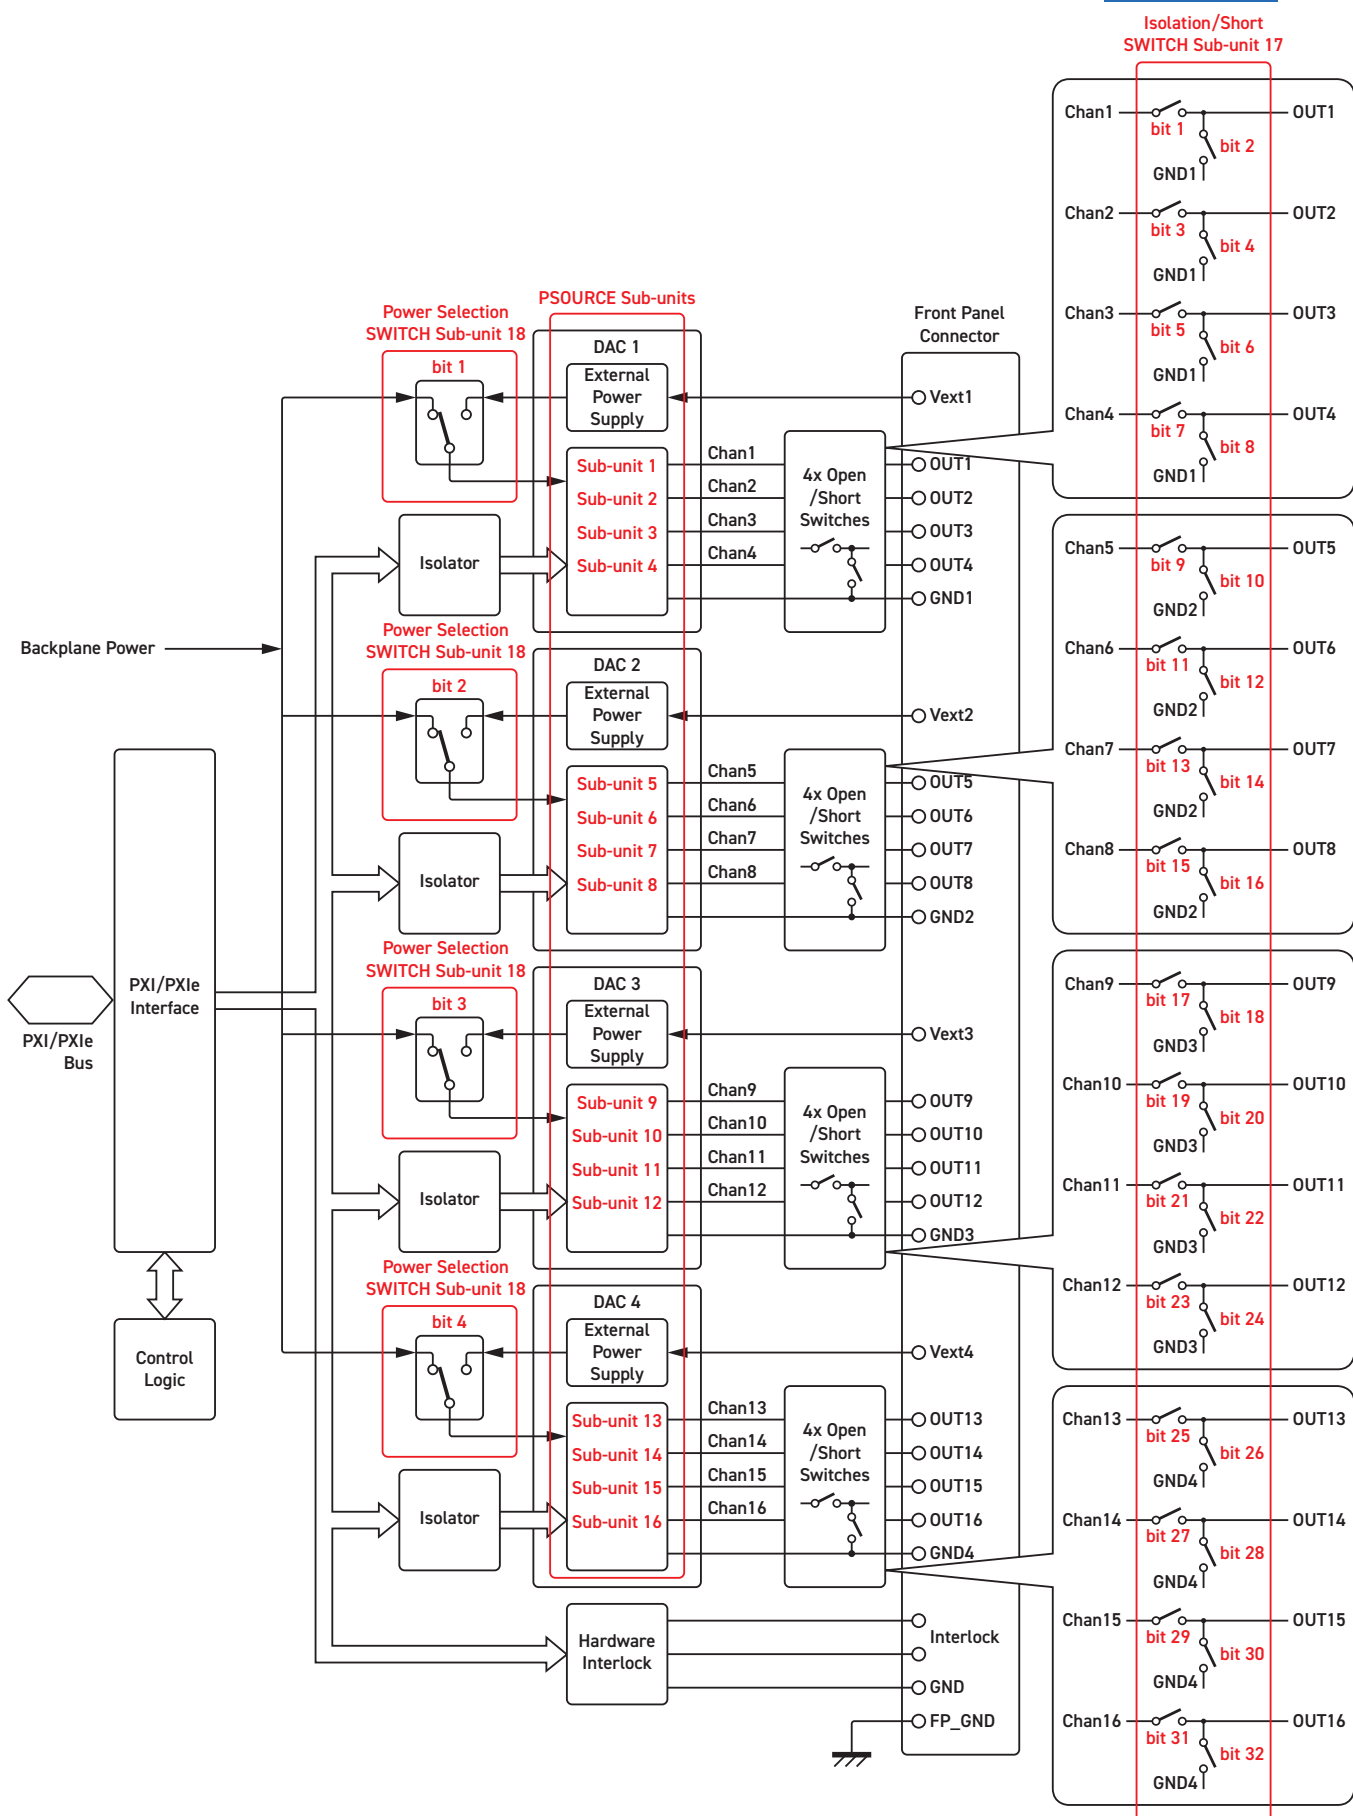 Isolation/Short
SWITCH Sub-unit 17
Chan1
bit 1
bit 2
GND1
OUT1
Chan2
bit 3
bit 4
GND1
OUT2
Chan3
bit 5
bit 6
GND1
OUT3
Chan4
bit 7
bit 8
GND1
OUT4
Chan5
bit 9
bit 10
GND2
OUT5
Chan6
bit 11
bit 12
GND2
OUT6
Chan7
bit 13
bit 14
GND2
OUT7
Chan8
bit 15
bit 16
GND2
OUT8
Chan9
bit 17
bit 18
GND3
OUT9
Chan10
bit 19
bit 20
GND3
OUT10
Chan11
bit 21
bit 22
GND3
OUT11
Chan12
bit 23
bit 24
GND3
OUT12
Chan13
bit 25
bit 26
GND4
OUT13
Chan14
bit 27
bit 28
GND4
OUT14
Chan15
bit 29
bit 30
GND4
OUT15
Chan16
bit 31
bit 32
GND4
OUT16
PSOURCE Sub-units
Front Panel
Connector
Power Selection
SWITCH Sub-unit 18
bit 1
DAC 1
External
Power
Supply
Vext1
Sub-unit 1
Sub-unit 2
Sub-unit 3
Sub-unit 4
Chan1
Chan2
Chan3
Chan4
4x Open
/Short
Switches
OUT1
OUT2
OUT3
OUT4
GND1
Isolator
Backplane Power
Power Selection
SWITCH Sub-unit 18
bit 2
DAC 2
External
Power
Supply
Vext2
Sub-unit 5
Sub-unit 6
Sub-unit 7
Sub-unit 8
Chan5
Chan6
Chan7
Chan8
4x Open
/Short
Switches
OUT5
OUT6
OUT7
OUT8
GND2
Isolator
PXI/PXIe
Interface
PXI/PXIe
Bus
Power Selection
SWITCH Sub-unit 18
bit 3
DAC 3
External
Power
Supply
Vext3
Sub-unit 9
Sub-unit 10
Sub-unit 11
Sub-unit 12
Chan9
Chan10
Chan11
Chan12
4x Open
/Short
Switches
OUT9
OUT10
OUT11
OUT12
GND3
Isolator
Control
Logic
Power Selection
SWITCH Sub-unit 18
bit 4
DAC 4
External
Power
Supply
Vext4
Sub-unit 13
Sub-unit 14
Sub-unit 15
Sub-unit 16
Chan13
Chan14
Chan15
Chan16
4x Open
/Short
Switches
OUT13
OUT14
OUT15
OUT16
GND4
Isolator
Hardware
Interlock
Interlock
GND
FP_GND